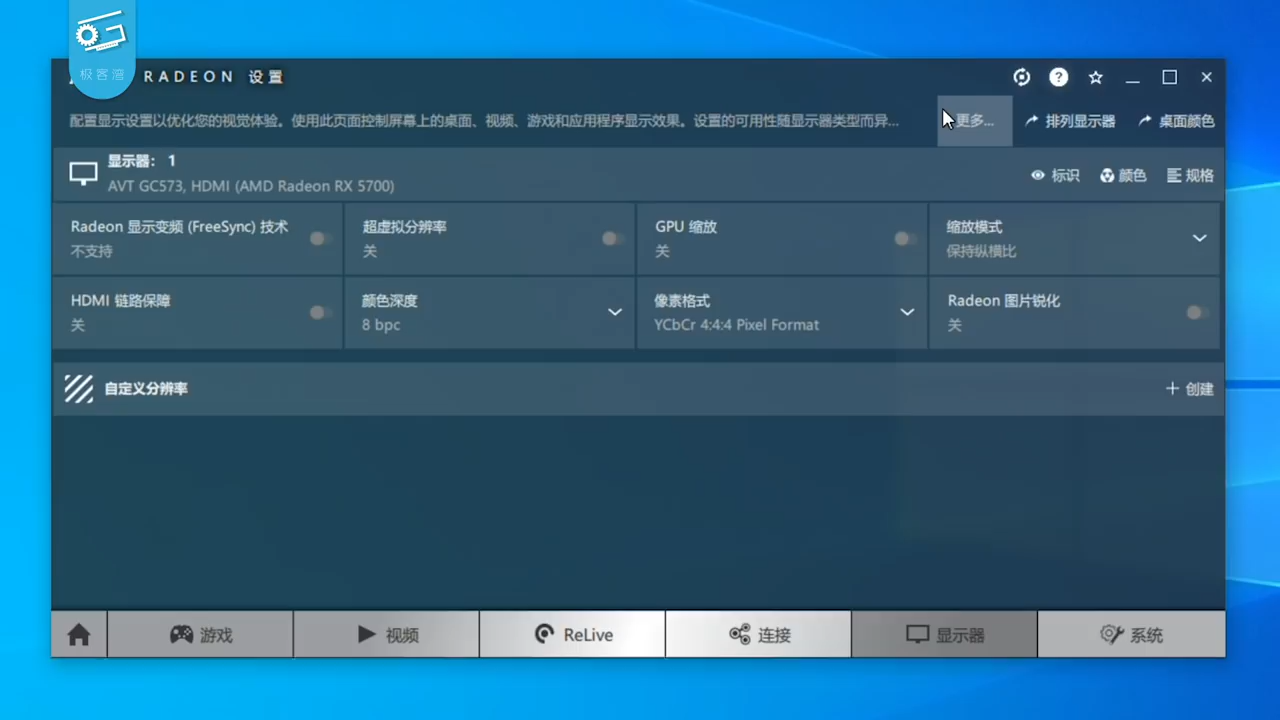 极客湾
RADEON 设置
配置显示设置以优化您的视觉体验。使用此页面控制屏幕上的桌面、视频、游戏和应用程序显示效果。设置的可用性随显示器类型而异...
更多...
排列显示器
桌面颜色
显示器: 1
AVT GC573, HDMI (AMD Radeon RX 5700)
标识
颜色
规格
Radeon 显示变频 (FreeSync) 技术
不支持
超虚拟分辨率
关
GPU 缩放
关
缩放模式
保持纵横比
HDMI 链路保障
关
颜色深度
8 bpc
像素格式
YCbCr 4:4:4 Pixel Format
Radeon 图片锐化
关
自定义分辨率
创建
游戏
视频
ReLive
连接
显示器
系统